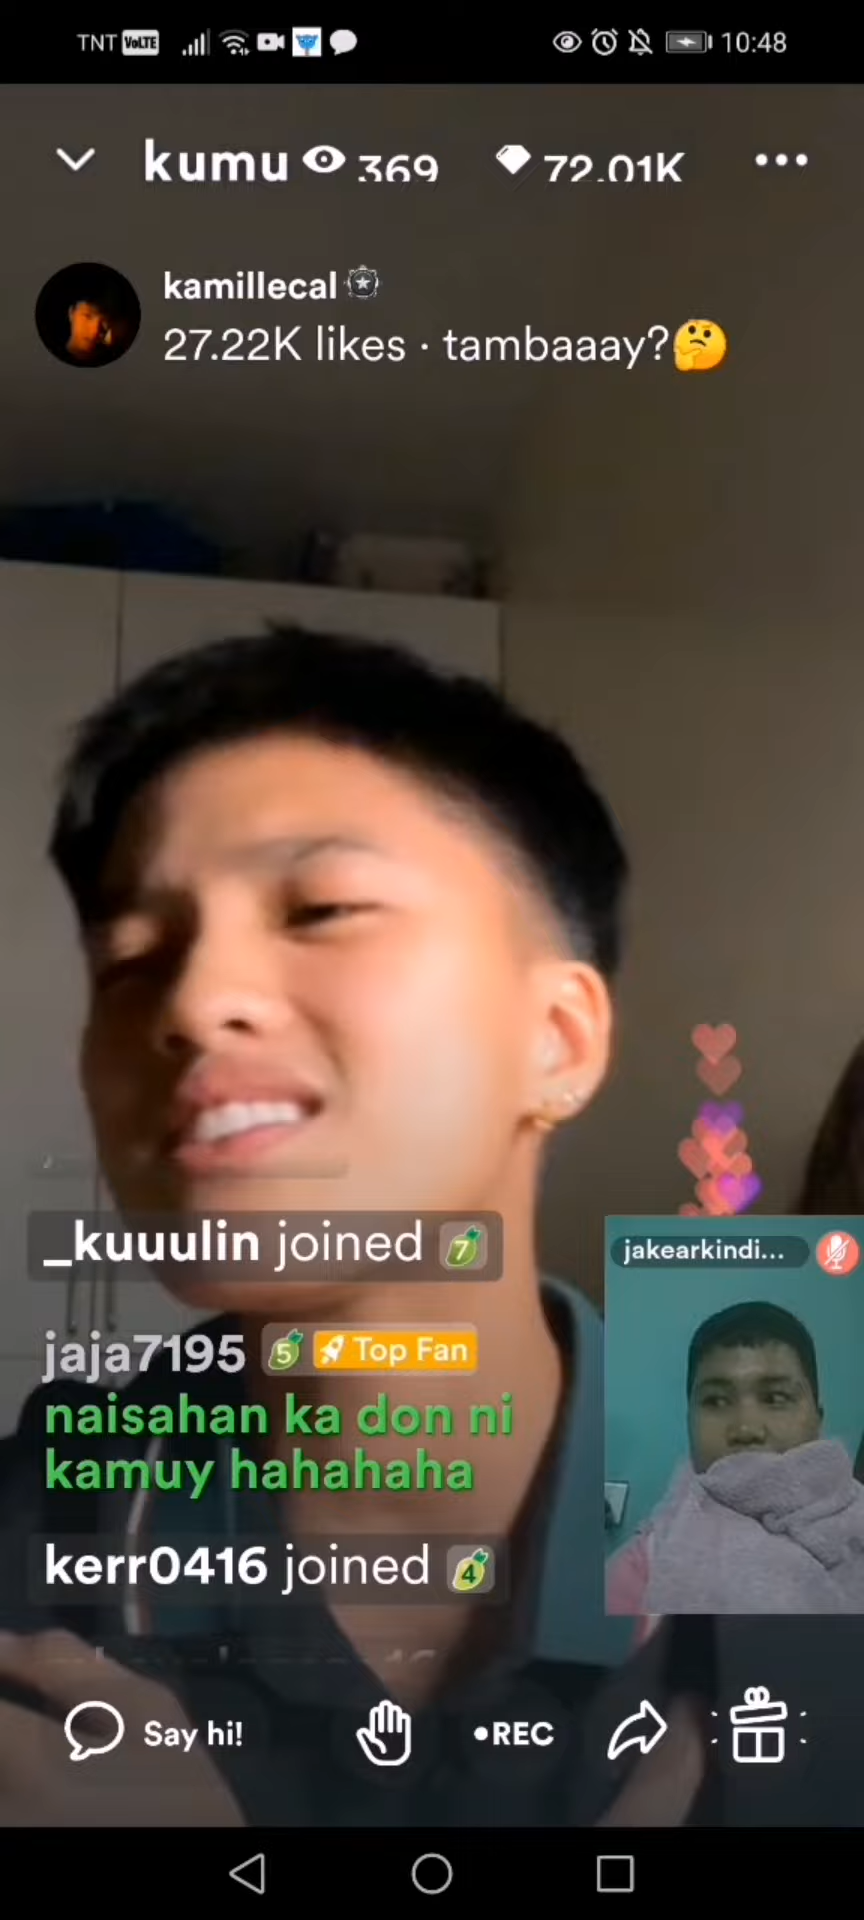 TNT VoLTE 10:48
kumu 369 72.01K
kamillecal
27.22K likes · tambaaay?🤔
_kuuulin joined 7
jakearkindi...
jaja7195 5 Top Fan
naisahan ka don ni
kamuy hahahaha
kerr0416 joined 4
Say hi! •REC